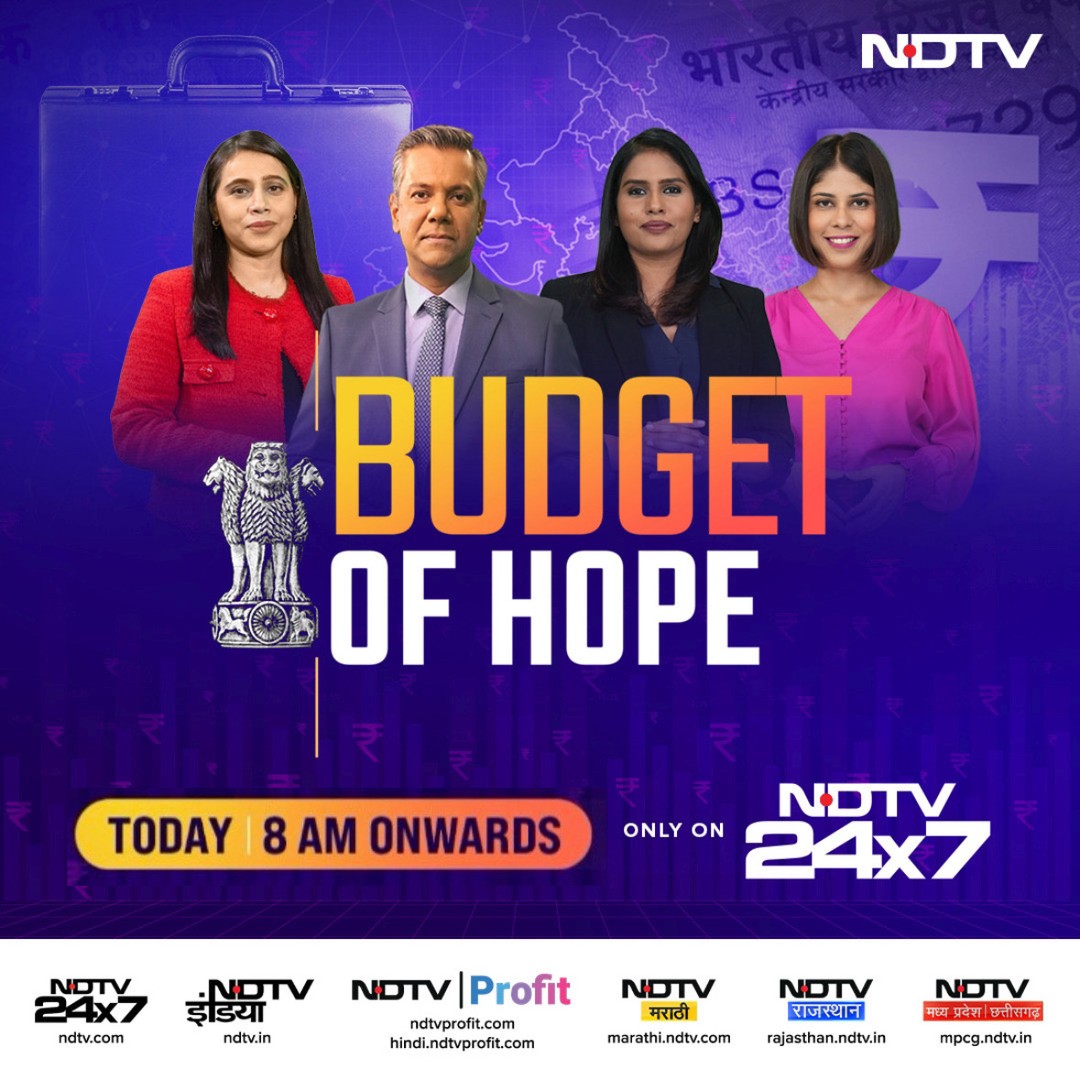 NDTV
भारतीय रिज़र्व
केन्द्रीय सरकार
729
BUDGET
OF HOPE
TODAY | 8 AM ONWARDS
ONLY ON
NDTV
24x7
NDTV
24x7
ndtv.com
NDTV
इंडिया
ndtv.in
NDTV | Profit
ndtvprofit.com
hindi.ndtvprofit.com
NDTV
मराठी
marathi.ndtv.com
NDTV
राजस्थान
rajasthan.ndtv.in
NDTV
मध्य प्रदेश | छत्तीसगढ़
mpcg.ndtv.in